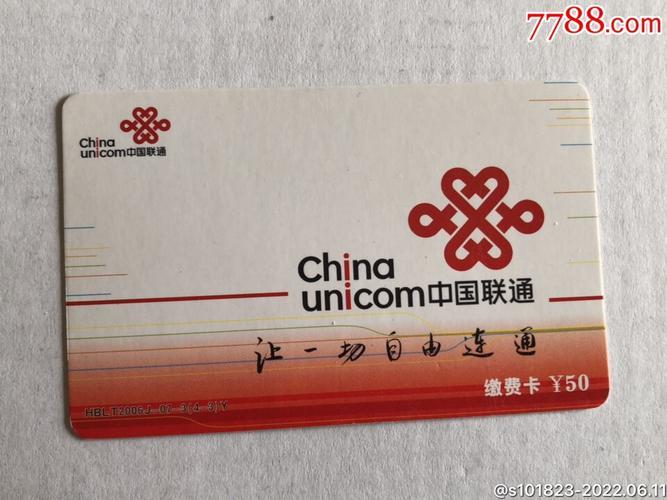 7788.com
China
unicom中国联通
China
unicom中国联通
让一切自由连通
缴费卡 ¥50
HBLT2006J-07-3(4-3)Y
@s101823-2022.06.11